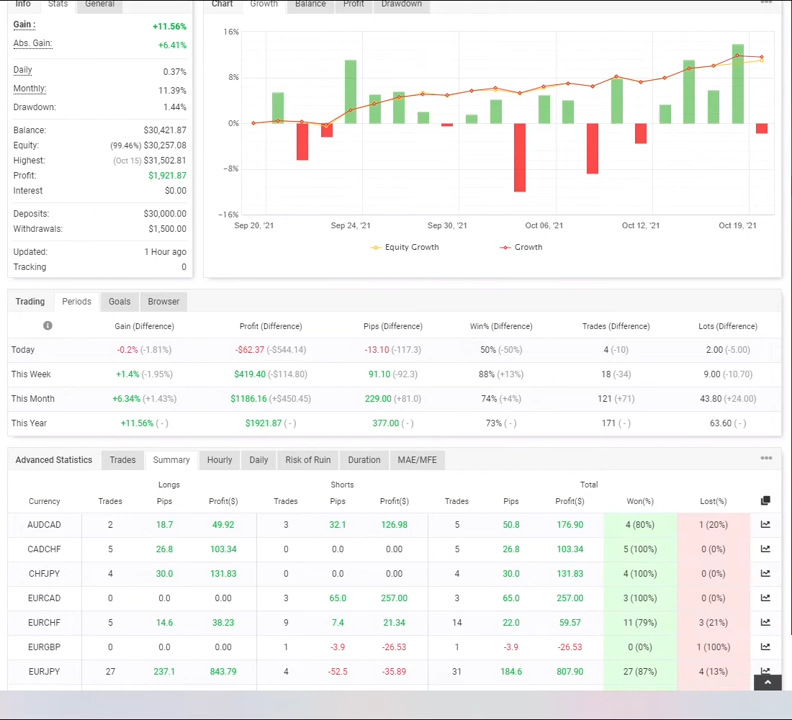 Info Stats General
Gain : +11.56%
Abs. Gain: +6.41%
Daily 0.37%
Monthly: 11.39%
Drawdown: 1.44%
Balance: $30,421.87
Equity: (99.46%) $30,257.08
Highest: (Oct 15) $31,502.81
Profit: $1,921.87
Interest $0.00
Deposits: $30,000.00
Withdrawals: $1,500.00
Updated: 1 Hour ago
Tracking 0
Chart Growth Balance Profit Drawdown
16%
8%
0%
-8%
-16%
Sep 20, '21 Sep 24, '21 Sep 30, '21 Oct 06, '21 Oct 12, '21 Oct 19, '21
Equity Growth Growth
Trading Periods Goals Browser
Gain (Difference) Profit (Difference) Pips (Difference) Win% (Difference) Trades (Difference) Lots (Difference)
Today -0.2% (-1.81%) -$62.37 (-$544.14) -13.10 (-117.3) 50% (-50%) 4 (-10) 2.00 (-5.00)
This Week +1.4% (-1.95%) $419.40 (-$114.80) 91.10 (-92.3) 88% (+13%) 18 (-34) 9.00 (-10.70)
This Month +6.34% (+1.43%) $1186.16 (+$450.45) 229.00 (+81.0) 74% (+4%) 121 (+71) 43.80 (+24.00)
This Year +11.56% ( - ) $1921.87 ( - ) 377.00 ( - ) 73% ( - ) 171 ( - ) 63.60 ( - )
Advanced Statistics Trades Summary Hourly Daily Risk of Ruin Duration MAE/MFE
Longs Shorts Total
Currency Trades Pips Profit($) Trades Pips Profit($) Trades Pips Profit($) Won(%) Lost(%)
AUDCAD 2 18.7 49.92 3 32.1 126.98 5 50.8 176.90 4 (80%) 1 (20%)
CADCHF 5 26.8 103.34 0 0.0 0.00 5 26.8 103.34 5 (100%) 0 (0%)
CHFJPY 4 30.0 131.83 0 0.0 0.00 4 30.0 131.83 4 (100%) 0 (0%)
EURCAD 0 0.0 0.00 3 65.0 257.00 3 65.0 257.00 3 (100%) 0 (0%)
EURCHF 5 14.6 38.23 9 7.4 21.34 14 22.0 59.57 11 (79%) 3 (21%)
EURGBP 0 0.0 0.00 1 -3.9 -26.53 1 -3.9 -26.53 0 (0%) 1 (100%)
EURJPY 27 237.1 843.79 4 -52.5 -35.89 31 184.6 807.90 27 (87%) 4 (13%)